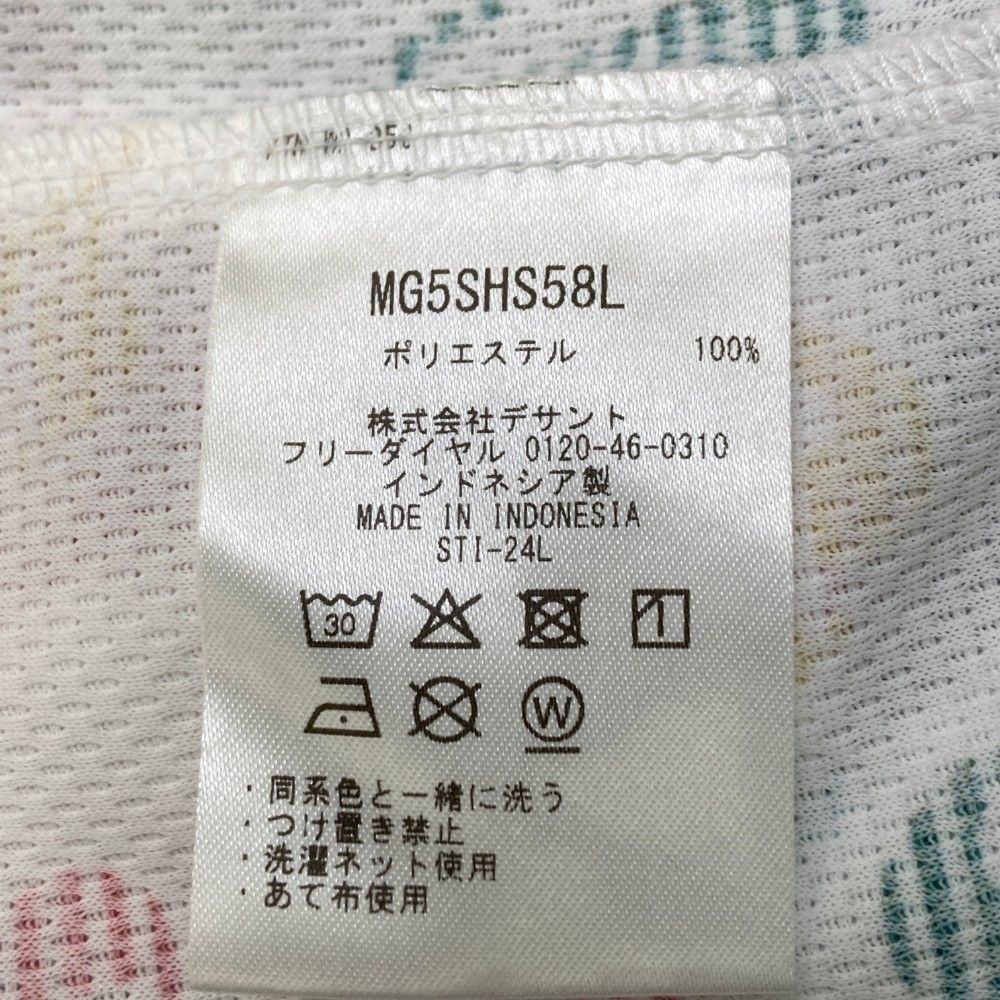 MG5SHS58L
ポリエステル 100%
株式会社デサント
フリーダイヤル 0120-46-0310
インドネシア製
MADE IN INDONESIA
STI-24L
30
W
・同系色と一緒に洗う
・つけ置き禁止
・洗濯ネット使用
・あて布使用